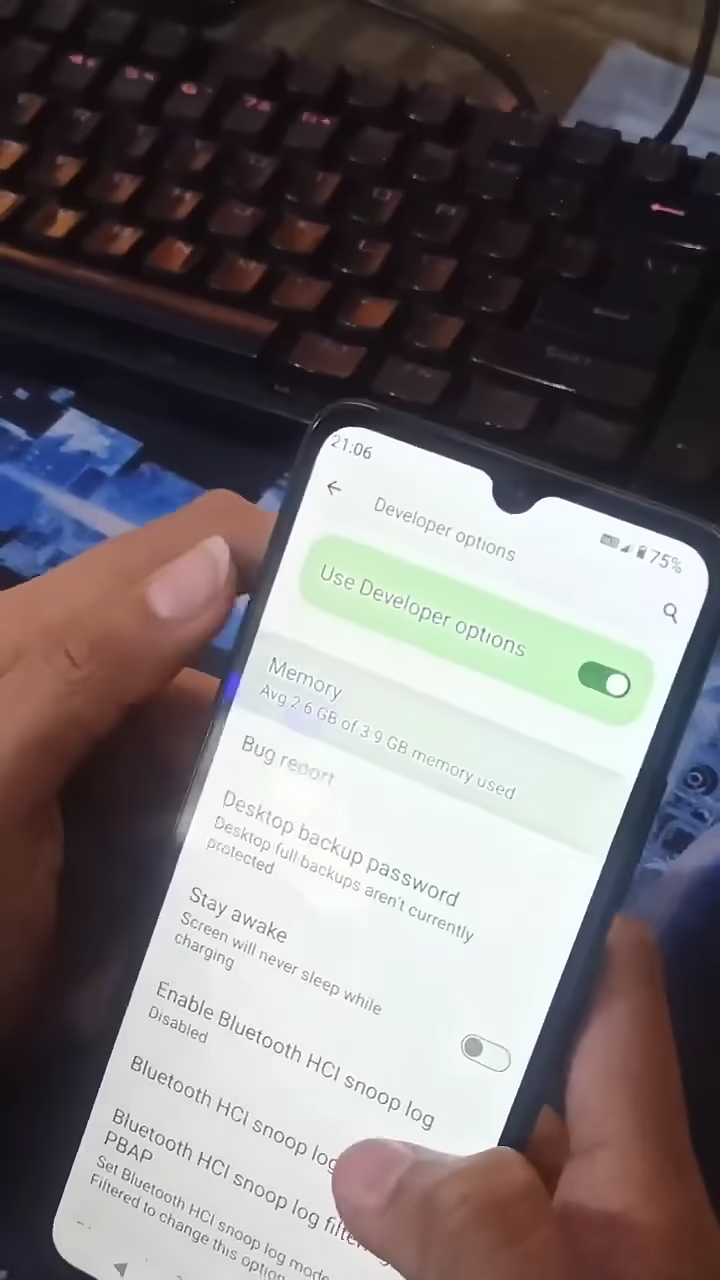 21:06
75%
Developer options
Use Developer options
Memory
Avg 2.6 GB of 3.9 GB memory used
Bug report
Desktop backup password
Desktop full backups aren't currently
protected
Stay awake
Screen will never sleep while
charging
Enable Bluetooth HCI snoop log
Disabled
Bluetooth HCI snoop log
Bluetooth HCI snoop log
PBAP
Set Bluetooth HCI snoop log mode
Filtered to change this option